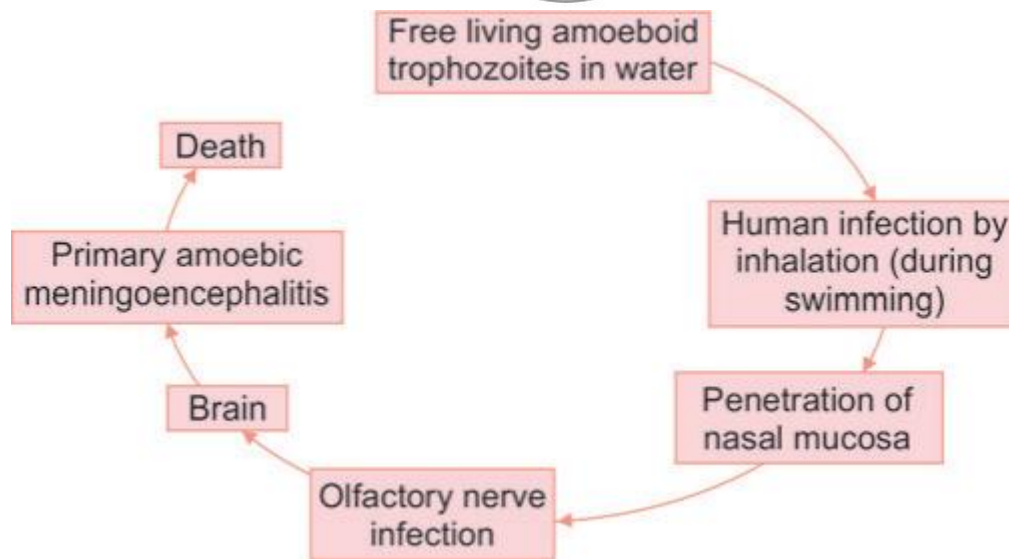 Free living amoeboid
trophozoites in water
Human infection by
inhalation (during
swimming)
Penetration of
nasal mucosa
Olfactory nerve
infection
Brain
Primary amoebic
meningoencephalitis
Death